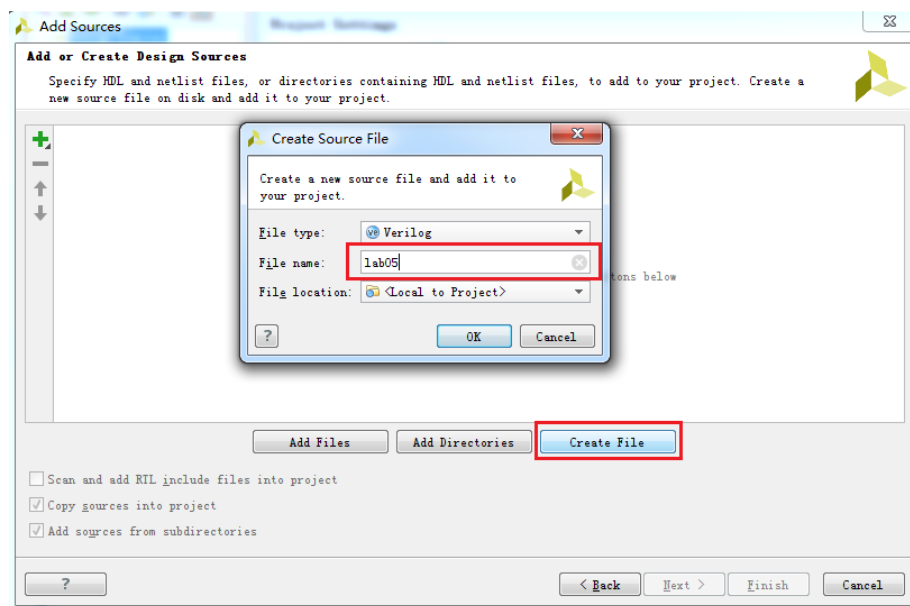 Add Sources
Project Settings
Add or Create Design Sources
Specify HDL and netlist files, or directories containing HDL and netlist files, to add to your project. Create a
new source file on disk and add it to your project.
Create Source File
Create a new source file and add it to
your project.
File type: Verilog
File name: lab05
File location: <Local to Project>
? OK Cancel
tons below
Add Files Add Directories Create File
Scan and add RTL include files into project
Copy sources into project
Add sources from subdirectories
? < Back Next > Finish Cancel